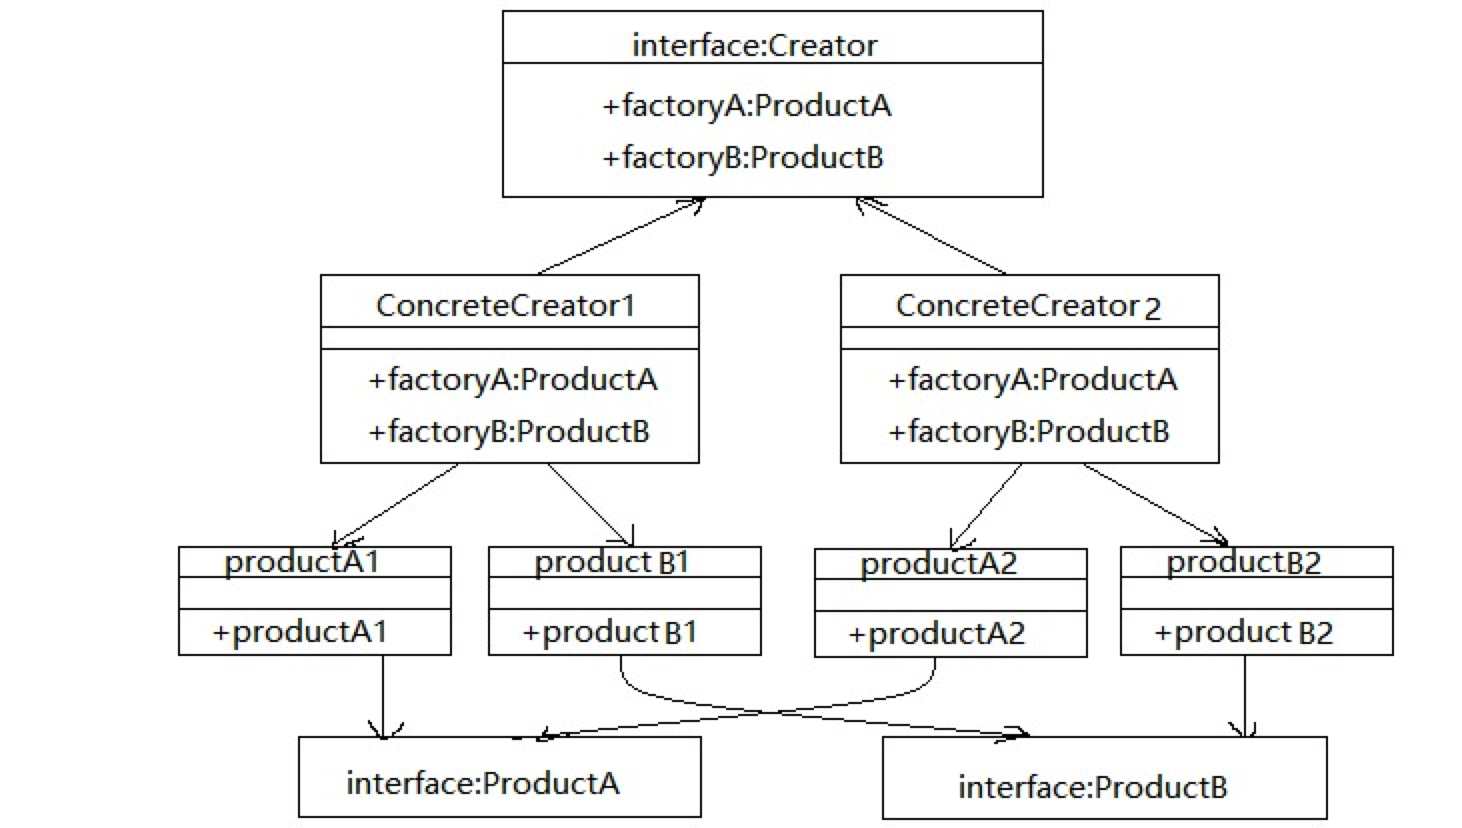 interface:Creator
+factoryA:ProductA
+factoryB:ProductB
ConcreteCreator1
+factoryA:ProductA
+factoryB:ProductB
ConcreteCreator2
+factoryA:ProductA
+factoryB:ProductB
productA1
+productA1
product B1
+product B1
productA2
+productA2
productB2
+product B2
interface:ProductA
interface:ProductB